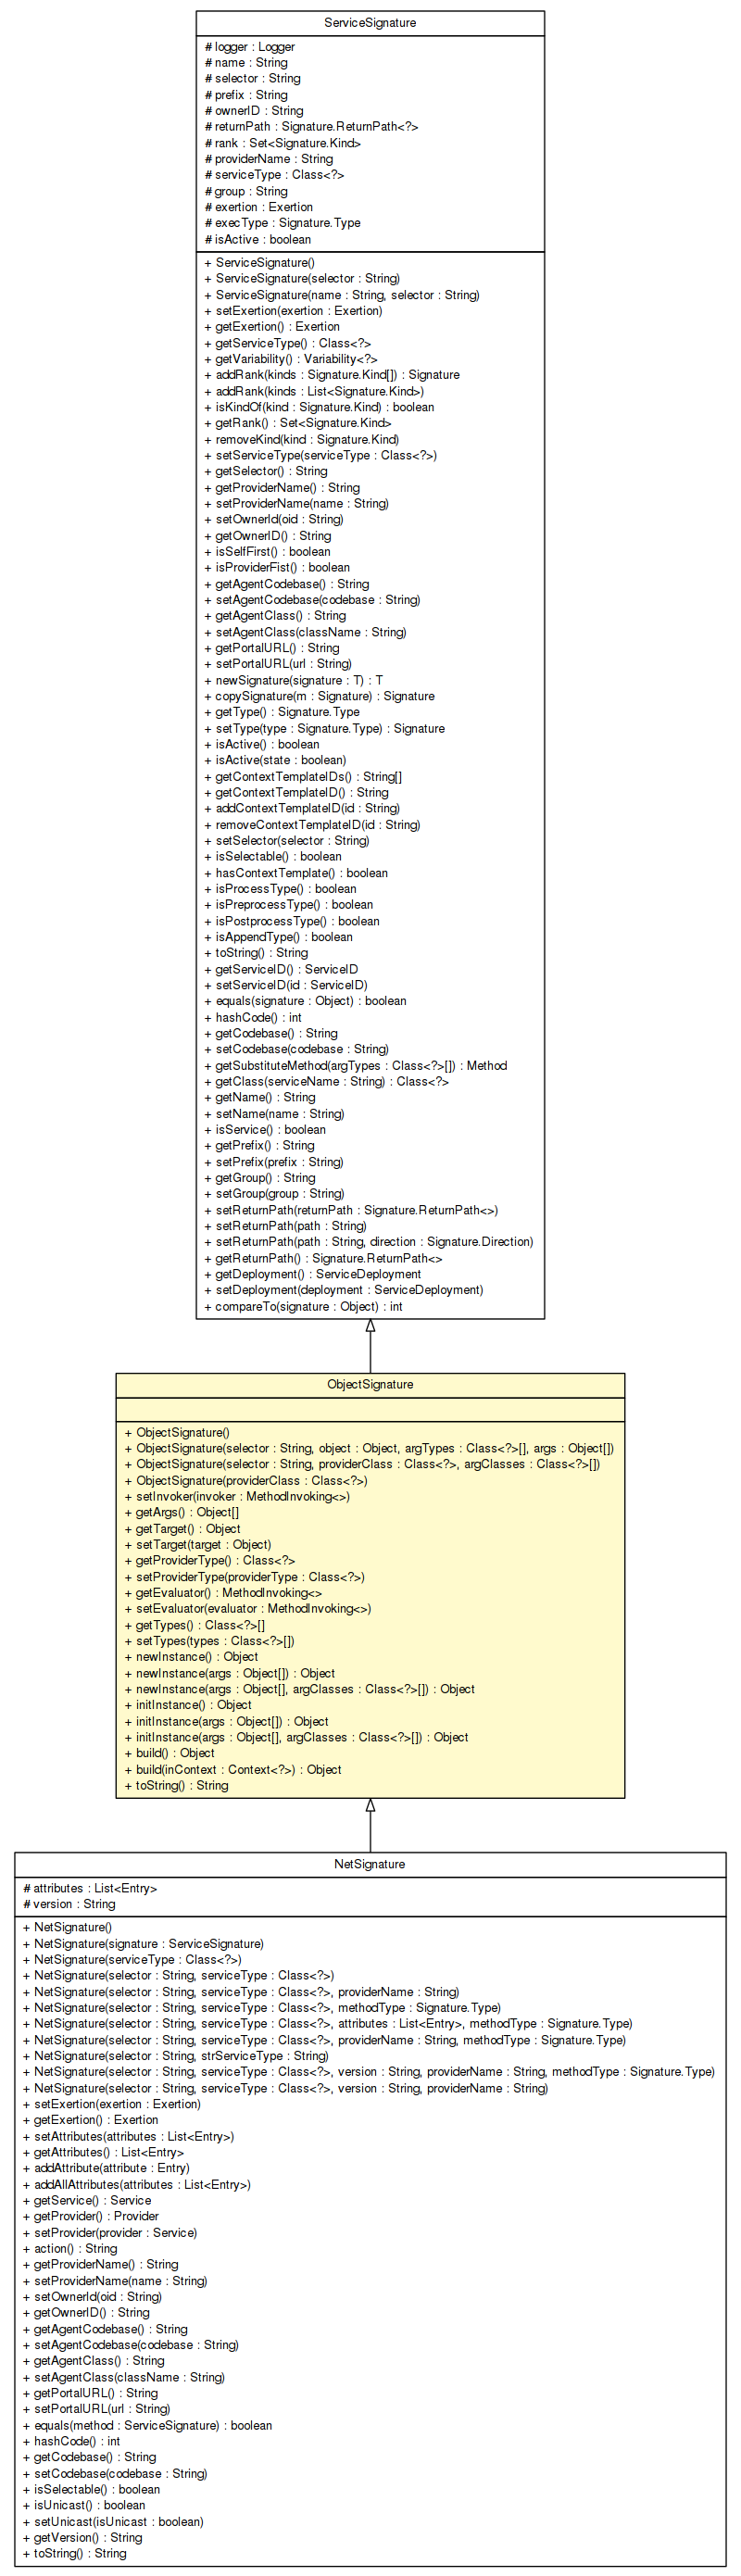 ServiceSignature
# logger : Logger
# name : String
# selector : String
# prefix : String
# ownerID : String
# returnPath : Signature.ReturnPath<?>
# rank : Set<Signature.Kind>
# providerName : String
# serviceType : Class<?>
# group : String
# exertion : Exertion
# execType : Signature.Type
# isActive : boolean
+ ServiceSignature()
+ ServiceSignature(selector : String)
+ ServiceSignature(name : String, selector : String)
+ setExertion(exertion : Exertion)
+ getExertion() : Exertion
+ getServiceType() : Class<?>
+ getVariability() : Variability<?>
+ addRank(kinds : Signature.Kind[]) : Signature
+ addRank(kinds : List<Signature.Kind>)
+ isKindOf(kind : Signature.Kind) : boolean
+ getRank() : Set<Signature.Kind>
+ removeKind(kind : Signature.Kind)
+ setServiceType(serviceType : Class<?>)
+ getSelector() : String
+ getProviderName() : String
+ setProviderName(name : String)
+ setOwnerId(oid : String)
+ getOwnerID() : String
+ isSelfFirst() : boolean
+ isProviderFist() : boolean
+ getAgentCodebase() : String
+ setAgentCodebase(codebase : String)
+ getAgentClass() : String
+ setAgentClass(className : String)
+ getPortalURL() : String
+ setPortalURL(url : String)
+ newSignature(signature : T) : T
+ copySignature(m : Signature) : Signature
+ getType() : Signature.Type
+ setType(type : Signature.Type) : Signature
+ isActive() : boolean
+ isActive(state : boolean)
+ getContextTemplateIDs() : String[]
+ getContextTemplateID() : String
+ addContextTemplateID(id : String)
+ removeContextTemplateID(id : String)
+ setSelector(selector : String)
+ isSelectable() : boolean
+ hasContextTemplate() : boolean
+ isProcessType() : boolean
+ isPreprocessType() : boolean
+ isPostprocessType() : boolean
+ isAppendType() : boolean
+ toString() : String
+ getServiceID() : ServiceID
+ setServiceID(id : ServiceID)
+ equals(signature : Object) : boolean
+ hashCode() : int
+ getCodebase() : String
+ setCodebase(codebase : String)
+ getSubstituteMethod(argTypes : Class<?>[]) : Method
+ getClass(serviceName : String) : Class<?>
+ getName() : String
+ setName(name : String)
+ isService() : boolean
+ getPrefix() : String
+ setPrefix(prefix : String)
+ getGroup() : String
+ setGroup(group : String)
+ setReturnPath(returnPath : Signature.ReturnPath<>)
+ setReturnPath(path : String)
+ setReturnPath(path : String, direction : Signature.Direction)
+ getReturnPath() : Signature.ReturnPath<>
+ getDeployment() : ServiceDeployment
+ setDeployment(deployment : ServiceDeployment)
+ compareTo(signature : Object) : int
ObjectSignature
+ ObjectSignature()
+ ObjectSignature(selector : String, object : Object, argTypes : Class<?>[], args : Object[])
+ ObjectSignature(selector : String, providerClass : Class<?>, argClasses : Class<?>[])
+ ObjectSignature(providerClass : Class<?>)
+ setInvoker(invoker : MethodInvoking<>)
+ getArgs() : Object[]
+ getTarget() : Object
+ setTarget(target : Object)
+ getProviderType() : Class<?>
+ setProviderType(providerType : Class<?>)
+ getEvaluator() : MethodInvoking<>
+ setEvaluator(evaluator : MethodInvoking<>)
+ getTypes() : Class<?>[]
+ setTypes(types : Class<?>[])
+ newInstance() : Object
+ newInstance(args : Object[]) : Object
+ newInstance(args : Object[], argClasses : Class<?>[]) : Object
+ initInstance() : Object
+ initInstance(args : Object[]) : Object
+ initInstance(args : Object[], argClasses : Class<?>[]) : Object
+ build() : Object
+ build(inContext : Context<?>) : Object
+ toString() : String
NetSignature
# attributes : List<Entry>
# version : String
+ NetSignature()
+ NetSignature(signature : ServiceSignature)
+ NetSignature(serviceType : Class<?>)
+ NetSignature(selector : String, serviceType : Class<?>)
+ NetSignature(selector : String, serviceType : Class<?>, providerName : String)
+ NetSignature(selector : String, serviceType : Class<?>, methodType : Signature.Type)
+ NetSignature(selector : String, serviceType : Class<?>, attributes : List<Entry>, methodType : Signature.Type)
+ NetSignature(selector : String, serviceType : Class<?>, providerName : String, methodType : Signature.Type)
+ NetSignature(selector : String, strServiceType : String)
+ NetSignature(selector : String, serviceType : Class<?>, version : String, providerName : String, methodType : Signature.Type)
+ NetSignature(selector : String, serviceType : Class<?>, version : String, providerName : String)
+ setExertion(exertion : Exertion)
+ getExertion() : Exertion
+ setAttributes(attributes : List<Entry>)
+ getAttributes() : List<Entry>
+ addAttribute(attribute : Entry)
+ addAllAttributes(attributes : List<Entry>)
+ getService() : Service
+ getProvider() : Provider
+ setProvider(provider : Service)
+ action() : String
+ getProviderName() : String
+ setProviderName(name : String)
+ setOwnerId(oid : String)
+ getOwnerID() : String
+ getAgentCodebase() : String
+ setAgentCodebase(codebase : String)
+ getAgentClass() : String
+ setAgentClass(className : String)
+ getPortalURL() : String
+ setPortalURL(url : String)
+ equals(method : ServiceSignature) : boolean
+ hashCode() : int
+ getCodebase() : String
+ setCodebase(codebase : String)
+ isSelectable() : boolean
+ isUnicast() : boolean
+ setUnicast(isUnicast : boolean)
+ getVersion() : String
+ toString() : String